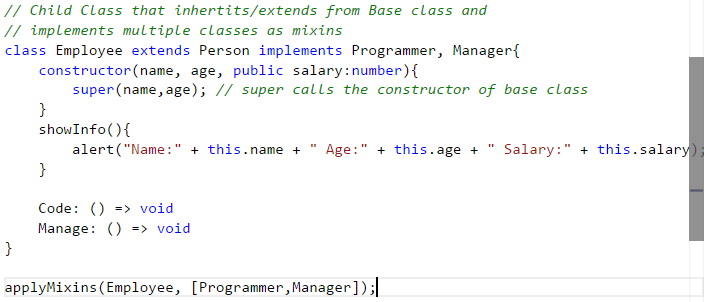 // Child Class that inhertits/extends from Base class and
// implements multiple classes as mixins
class Employee extends Person implements Programmer, Manager{
    constructor(name, age, public salary:number){
        super(name,age); // super calls the constructor of base class
    }
    showInfo(){
        alert("Name:" + this.name + " Age:" + this.age + " Salary:" + this.salary);
    }

    Code: () => void
    Manage: () => void
}

applyMixins(Employee, [Programmer,Manager]);